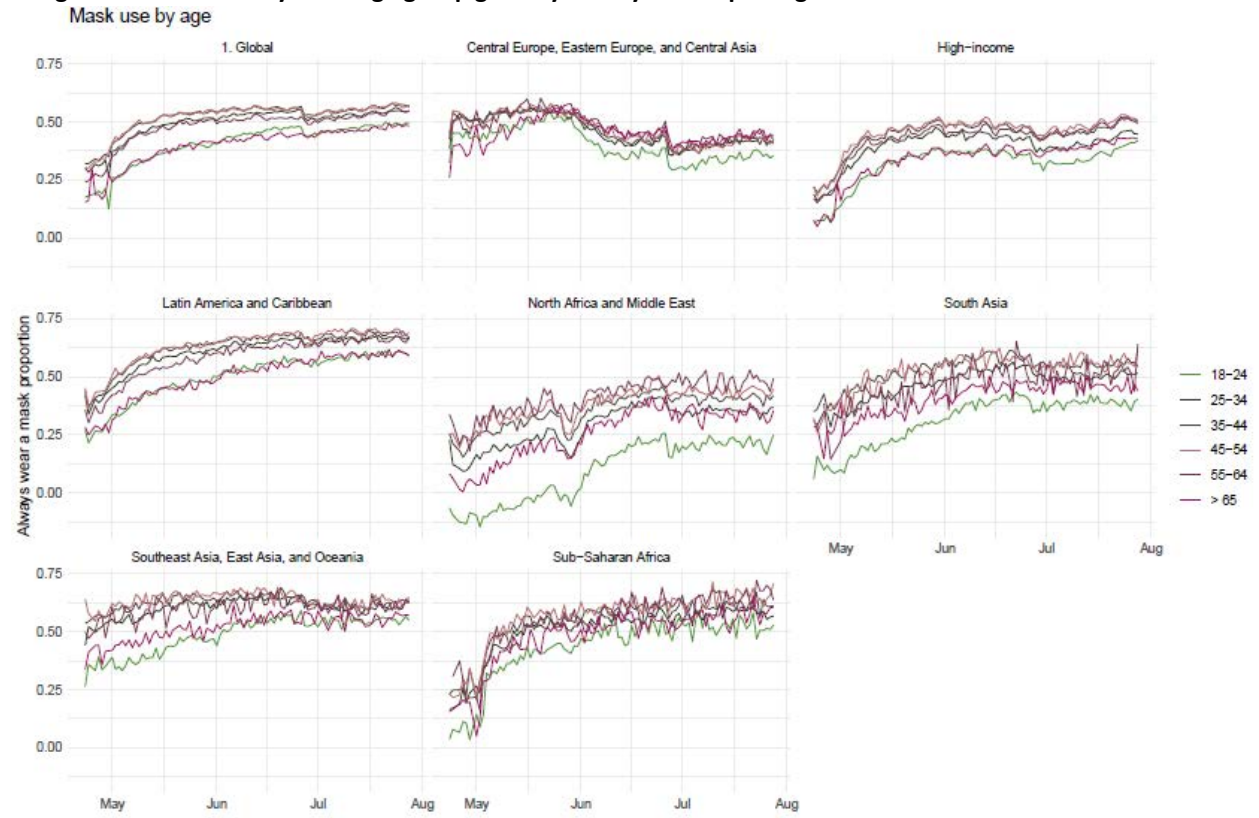 Mask use by age
1. Global
Central Europe, Eastern Europe, and Central Asia
High-income
0.75
0.50
0.25
0.00
Latin America and Caribbean
North Africa and Middle East
South Asia
0.75
0.50
0.25
0.00
Always wear a mask proportion
18-24
25-34
35-44
45-54
55-64
> 65
May Jun Jul Aug
Southeast Asia, East Asia, and Oceania
Sub-Saharan Africa
0.75
0.50
0.25
0.00
May Jun Jul Aug May Jun Jul Aug